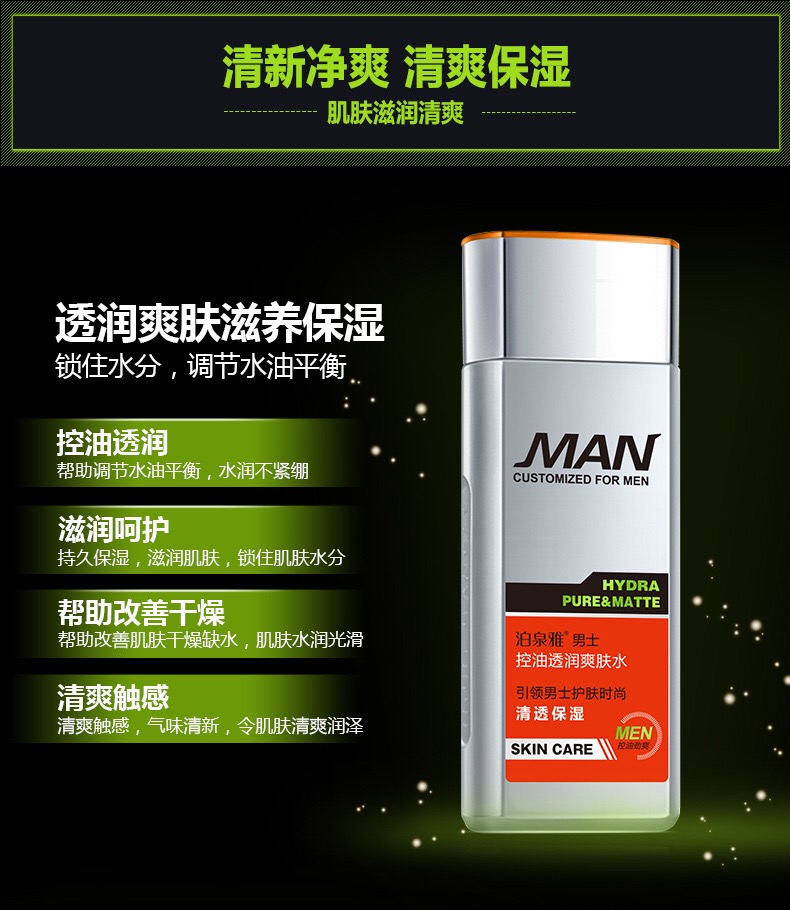 清新净爽 清爽保湿
肌肤滋润清爽
透润爽肤滋养保湿
锁住水分，调节水油平衡
控油透润
帮助调节水油平衡，水润不紧绷
滋润呵护
持久保湿，滋润肌肤，锁住肌肤水分
帮助改善干燥
帮助改善肌肤干燥缺水，肌肤水润光滑
清爽触感
清爽触感，气味清新，令肌肤清爽润泽
MAN
CUSTOMIZED FOR MEN
HYDRA
PURE&MATTE
泊泉雅® 男士
控油透润爽肤水
引领男士护肤时尚
清透保湿
SKIN CARE
MEN
控油劲爽